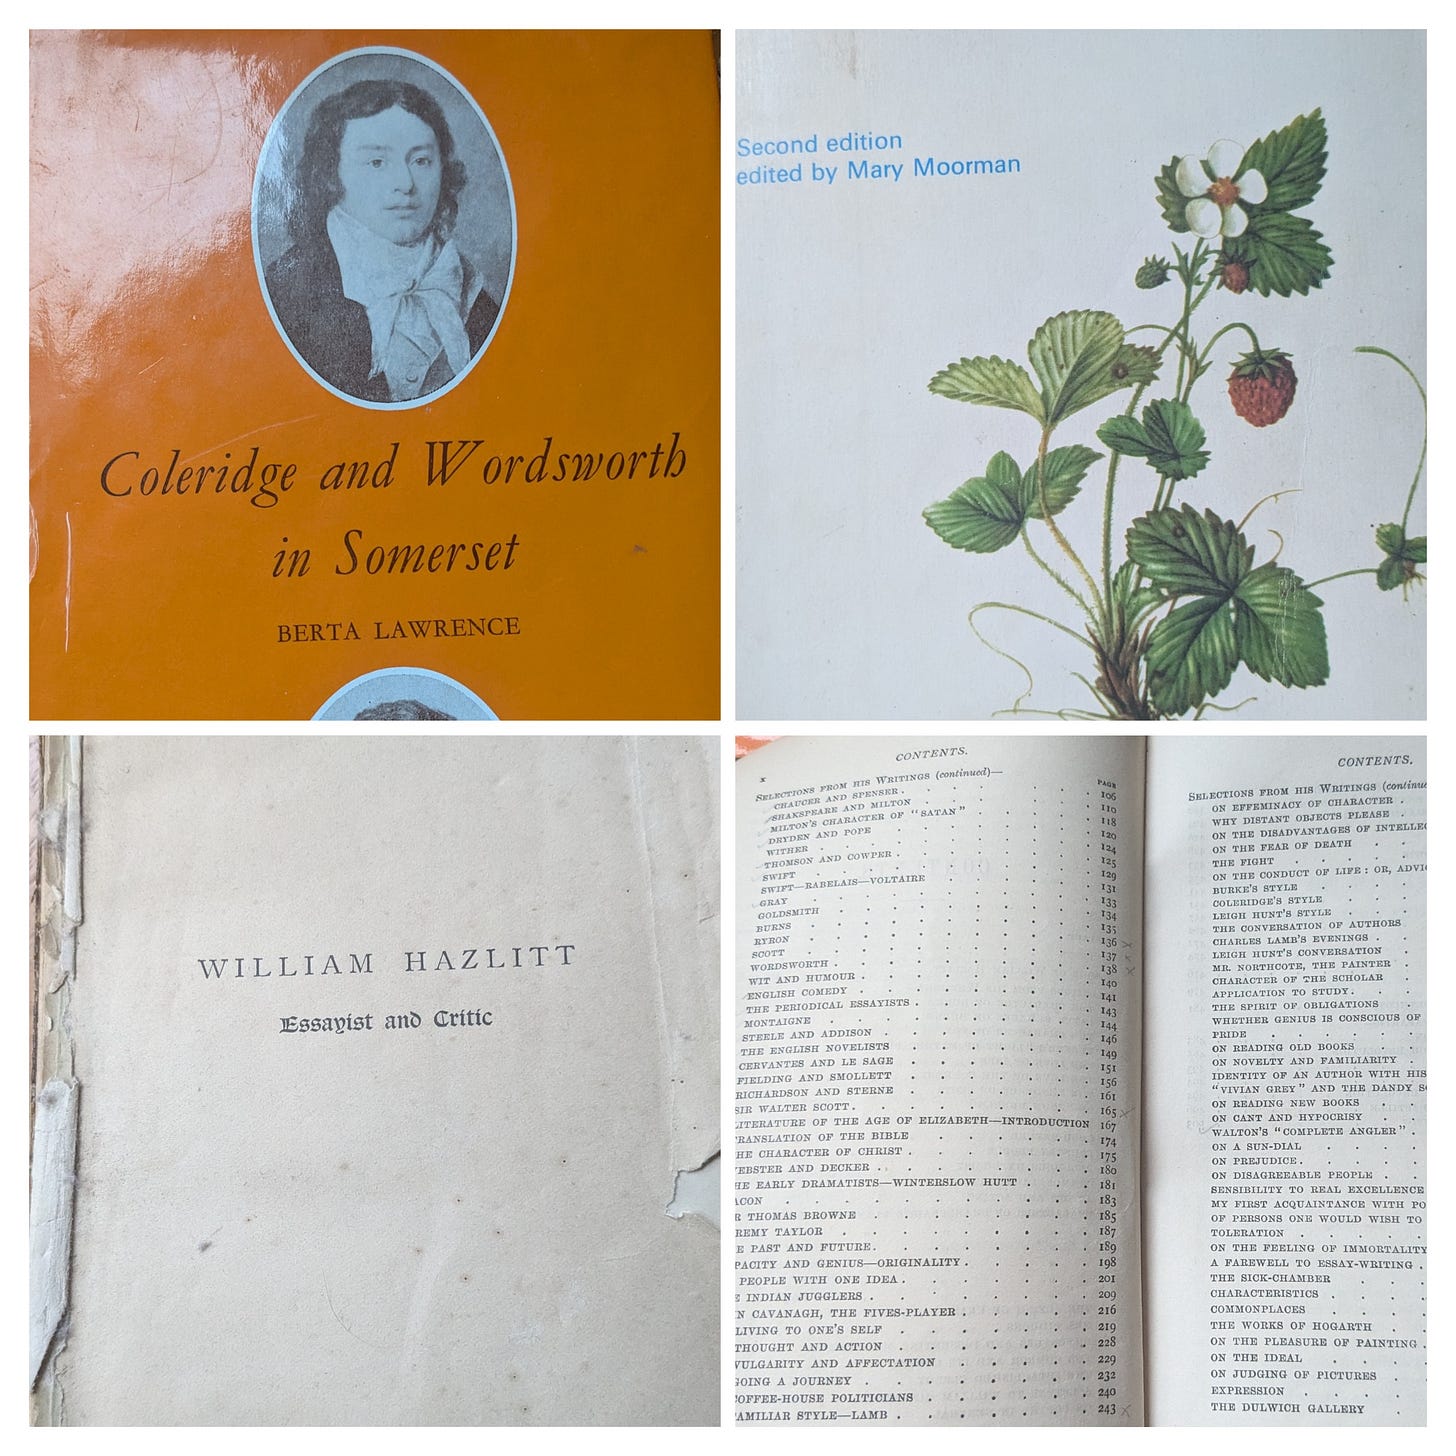 Coleridge and Wordsworth
in Somerset
BERTA LAWRENCE
Second edition
edited by Mary Moorman
WILLIAM HAZLITT
Essayist and Critic
x
CONTENTS.
PAGE
SELECTIONS FROM HIS WRITINGS (continued)—
CHAUCER AND SPENSER . 106
SHAKSPEARE AND MILTON 110
MILTON'S CHARACTER OF "SATAN" 118
DRYDEN AND POPE 120
WITHER 124
THOMSON AND COWPER . 125
SWIFT 129
SWIFT—RABELAIS—VOLTAIRE 131
GRAY 133
GOLDSMITH 134
BURNS 135
BYRON 136
SCOTT 137
WORDSWORTH . 138
WIT AND HUMOUR . 140
ENGLISH COMEDY 141
THE PERIODICAL ESSAYISTS . 143
MONTAIGNE 144
STEELE AND ADDISON 146
THE ENGLISH NOVELISTS 149
CERVANTES AND LE SAGE 151
FIELDING AND SMOLLETT 156
RICHARDSON AND STERNE 161
SIR WALTER SCOTT . 165
LITERATURE OF THE AGE OF ELIZABETH—INTRODUCTION 167
TRANSLATION OF THE BIBLE 174
HE CHARACTER OF CHRIST . 175
EBSTER AND DECKER . 180
HE EARLY DRAMATISTS—WINTERSLOW HUTT . 181
ACON 183
R THOMAS BROWNE 185
REMY TAYLOR 187
E PAST AND FUTURE . 189
PACITY AND GENIUS—ORIGINALITY . 198
PEOPLE WITH ONE IDEA . 201
E INDIAN JUGGLERS . 209
N CAVANAGH, THE FIVES-PLAYER 216
LIVING TO ONE'S SELF 219
THOUGHT AND ACTION 228
VULGARITY AND AFFECTATION 229
GOING A JOURNEY 232
COFFEE-HOUSE POLITICIANS 240
FAMILIAR STYLE—LAMB . 243
CONTENTS.
SELECTIONS FROM HIS WRITINGS (continue
ON EFFEMINACY OF CHARACTER .
WHY DISTANT OBJECTS PLEASE .
ON THE DISADVANTAGES OF INTELLEC
ON THE FEAR OF DEATH
THE FIGHT
ON THE CONDUCT OF LIFE: OR, ADVI
BURKE'S STYLE
COLERIDGE'S STYLE
LEIGH HUNT'S STYLE
THE CONVERSATION OF AUTHORS
CHARLES LAMB'S EVENINGS .
LEIGH HUNT'S CONVERSATION
MR. NORTHCOTE, THE PAINTER
CHARACTER OF THE SCHOLAR
APPLICATION TO STUDY .
THE SPIRIT OF OBLIGATIONS
WHETHER GENIUS IS CONSCIOUS OF
PRIDE
ON READING OLD BOOKS
ON NOVELTY AND FAMILIARITY
IDENTITY OF AN AUTHOR WITH HIS
"VIVIAN GREY" AND THE DANDY S
ON READING NEW BOOKS
ON CANT AND HYPOCRISY
WALTON'S "COMPLETE ANGLER" .
ON A SUN-DIAL
ON PREJUDICE .
ON DISAGREEABLE PEOPLE
SENSIBILITY TO REAL EXCELLENCE
MY FIRST ACQUAINTANCE WITH PO
OF PERSONS ONE WOULD WISH TO
TOLERATION
ON THE FEELING OF IMMORTALITY
A FAREWELL TO ESSAY-WRITING .
THE SICK-CHAMBER
CHARACTERISTICS
COMMONPLACES
THE WORKS OF HOGARTH
ON THE PLEASURE OF PAINTING
ON THE IDEAL
ON JUDGING OF PICTURES
EXPRESSION
THE DULWICH GALLERY